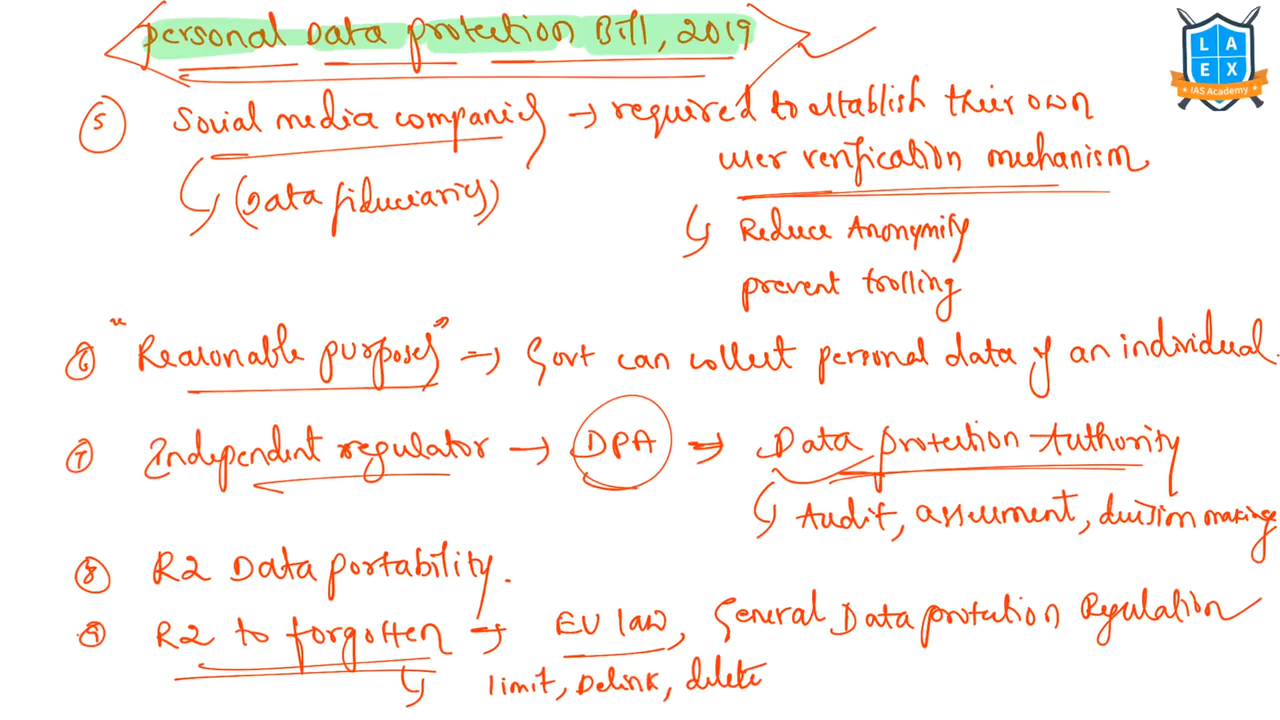 Personal Data Protection Bill, 2019
LA
EX
IAS Academy
5 Social media companies → required to establish their own
user verification mechanism
(Data fiduciaries)
Reduce Anonymity
prevent trolling
6 "Reasonable purposes" → Govt can collect personal data of an individual.
7 Independent regulator → DPA → Data protection Authority
Audit, assessment, decision making
8 R2 Data portability.
9 R2 to forgotten → EU law, General Data protection Regulation
limit, Delink, delete